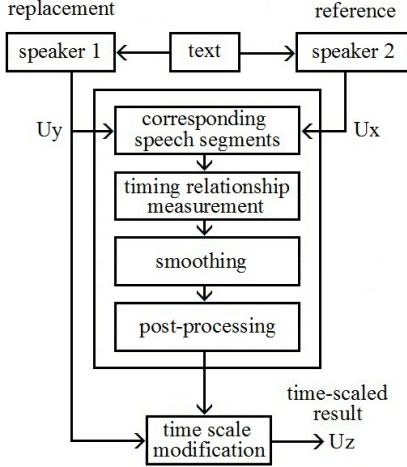 replacement
reference
speaker 1
text
speaker 2
Uy
corresponding
speech segments
Ux
timing relationship
measurement
smoothing
post-processing
time-scaled
result
time scale
modification
Uz